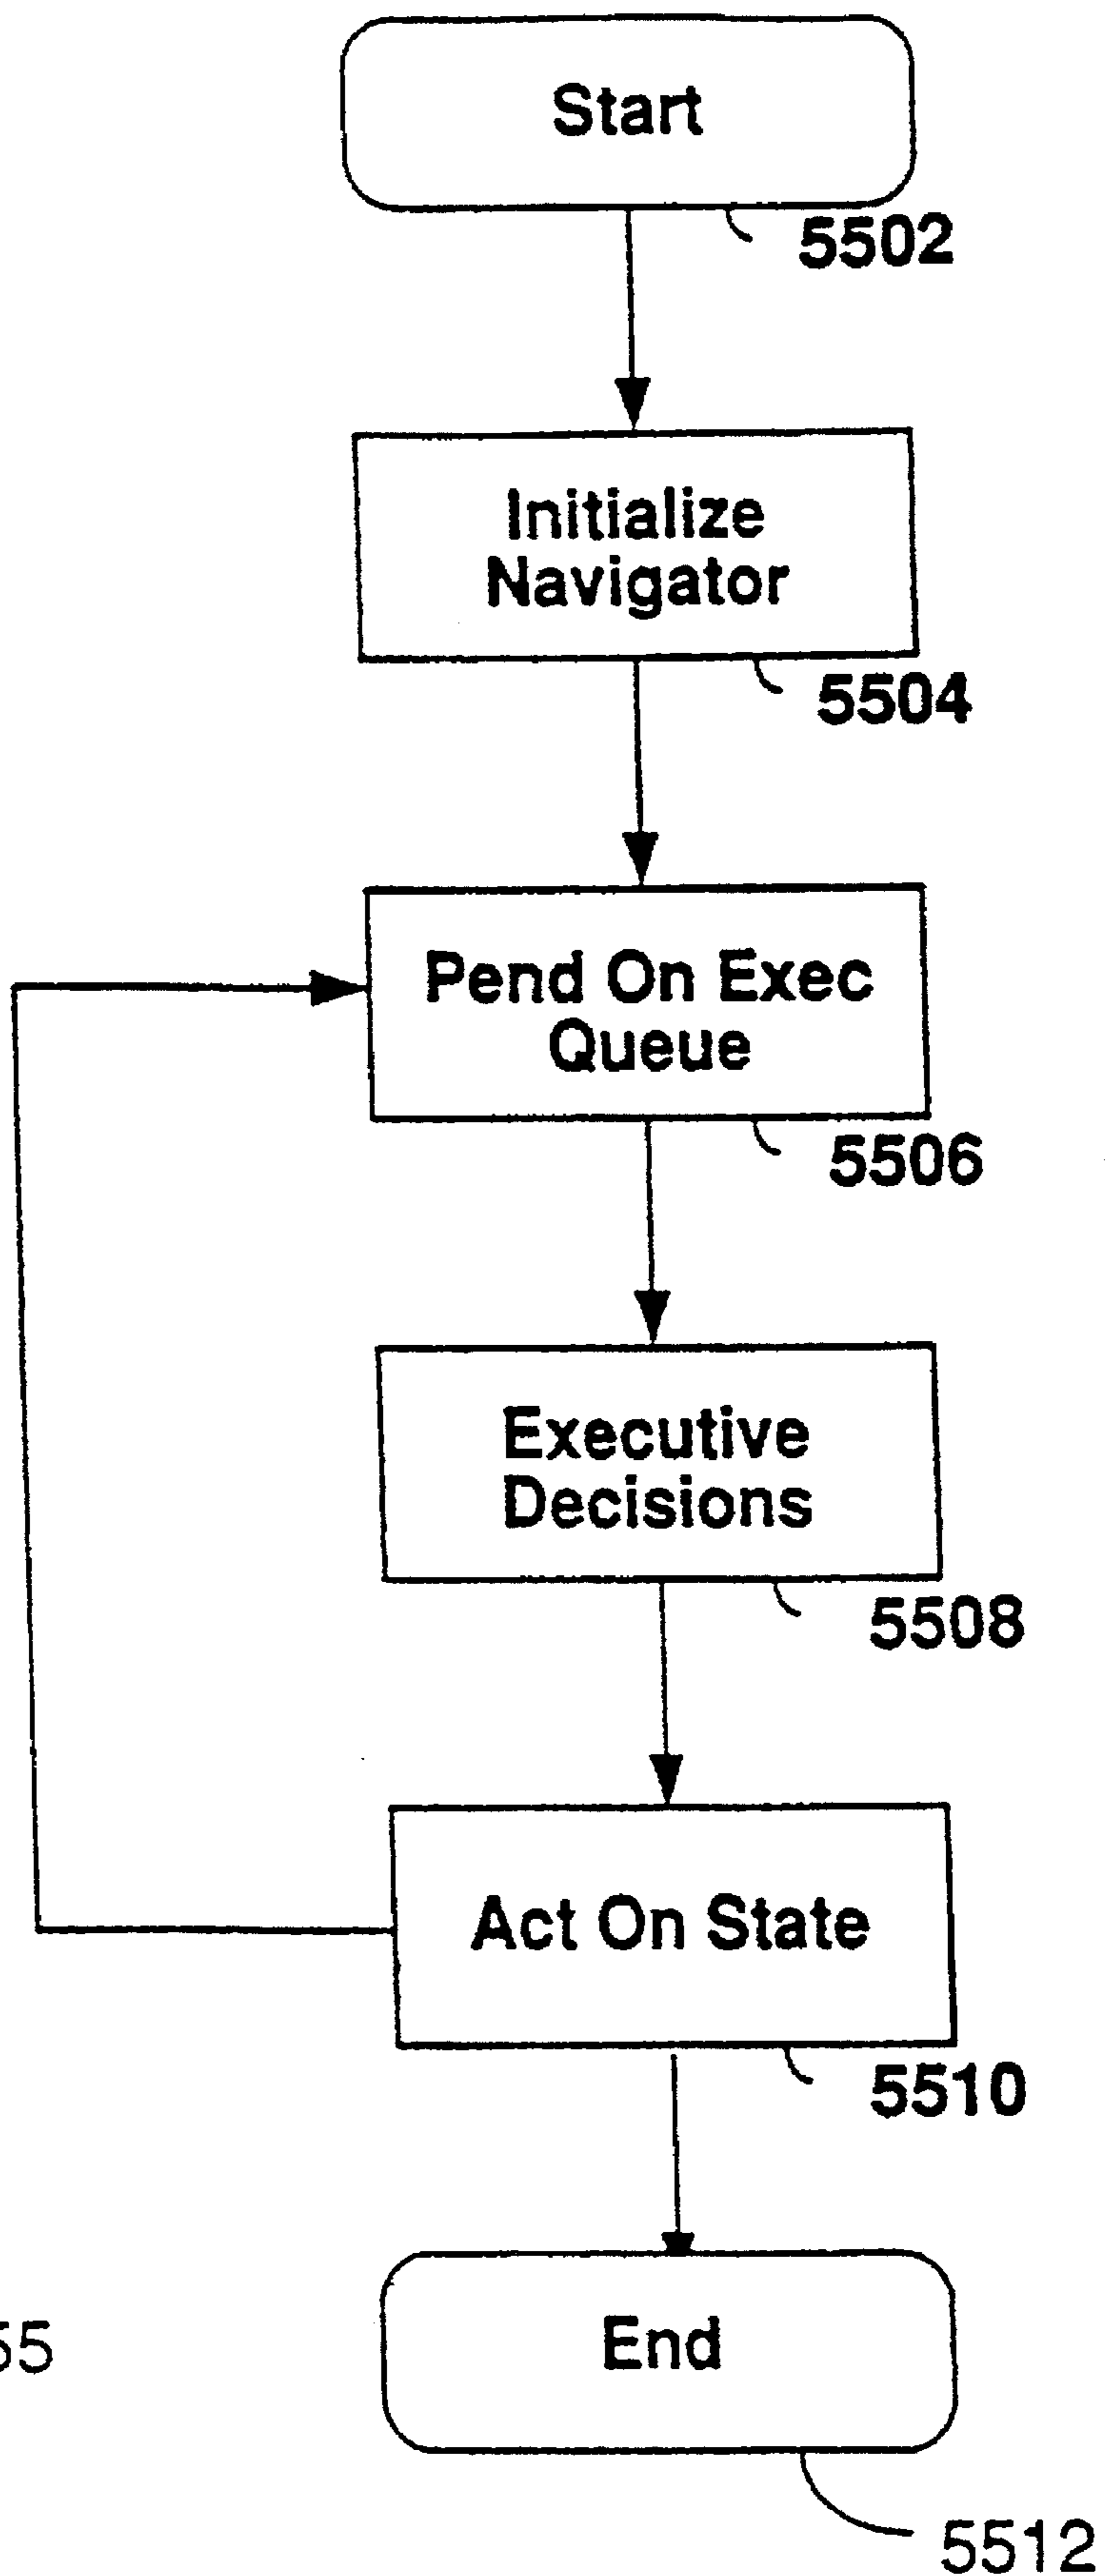 Start
5502
Initialize
Navigator
5504
Pend On Exec
Queue
5506
Executive
Decisions
5508
Act On State
5510
End
55
5512